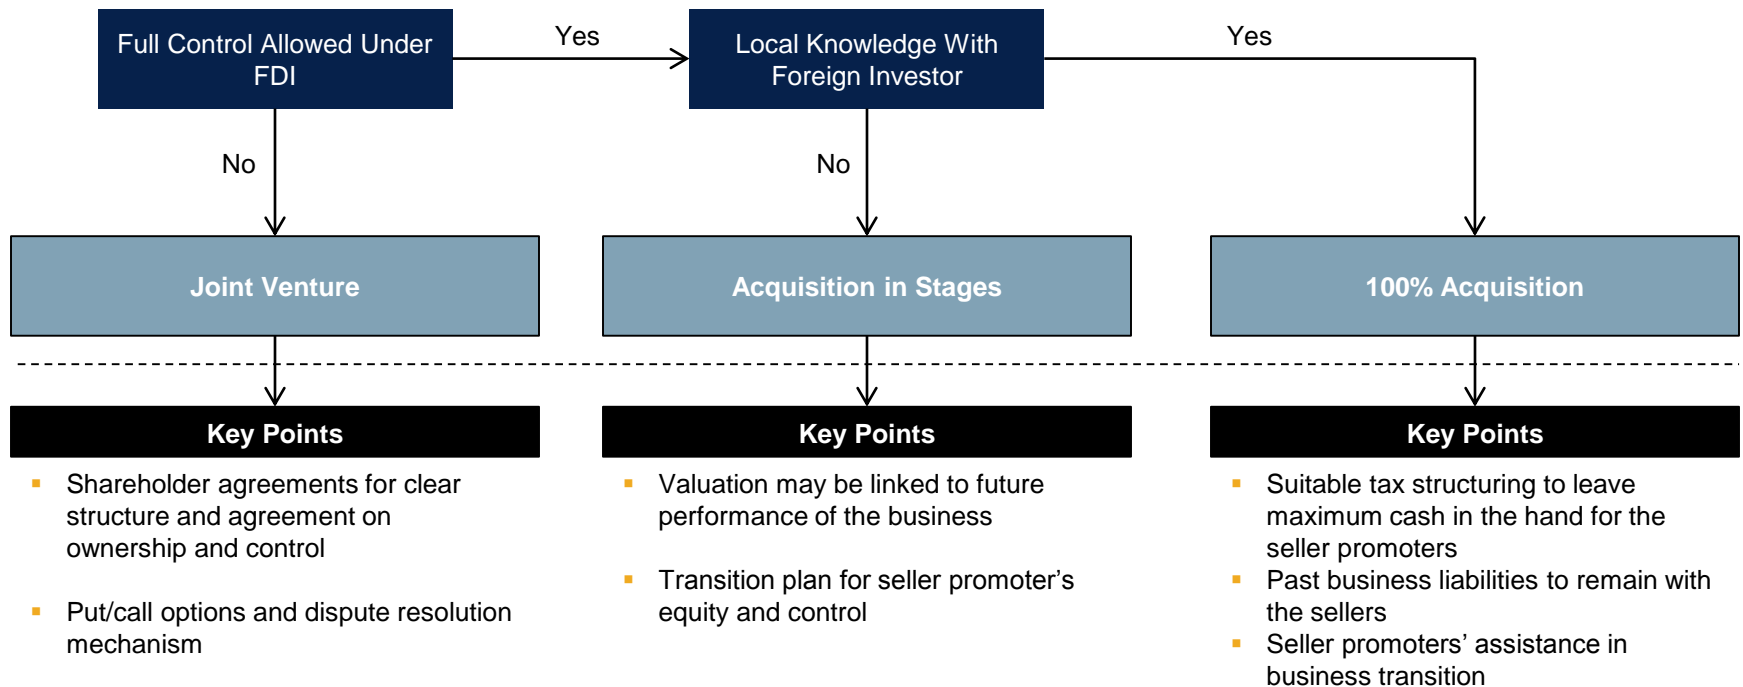 Full Control Allowed Under
FDI
Yes
Local Knowledge With
Foreign Investor
Yes
No
No
Joint Venture
Acquisition in Stages
100% Acquisition
Key Points
Shareholder agreements for clear
structure and agreement on
ownership and control
Put/call options and dispute resolution
mechanism
Key Points
Valuation may be linked to future
performance of the business
Transition plan for seller promoter’s
equity and control
Key Points
Suitable tax structuring to leave
maximum cash in the hand for the
seller promoters
Past business liabilities to remain with
the sellers
Seller promoters’ assistance in
business transition